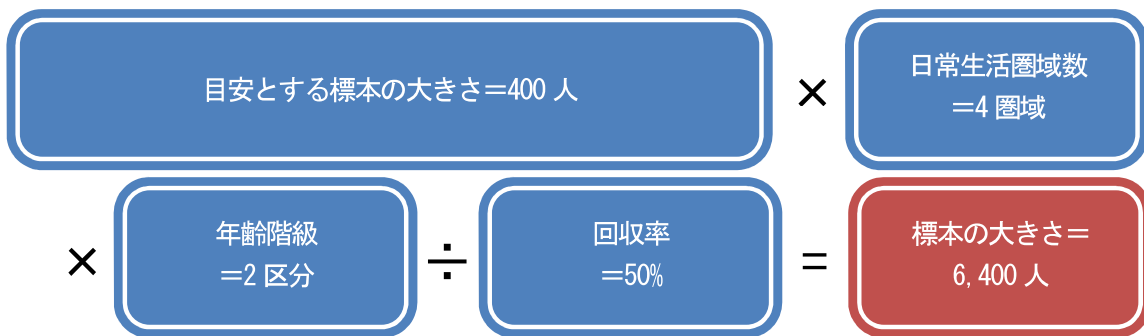 目安とする標本の大きさ＝400 人
×
日常生活圏域数
＝4 圏域
×
年齢階級
＝2 区分
÷
回収率
＝50%
＝
標本の大きさ＝
6,400 人